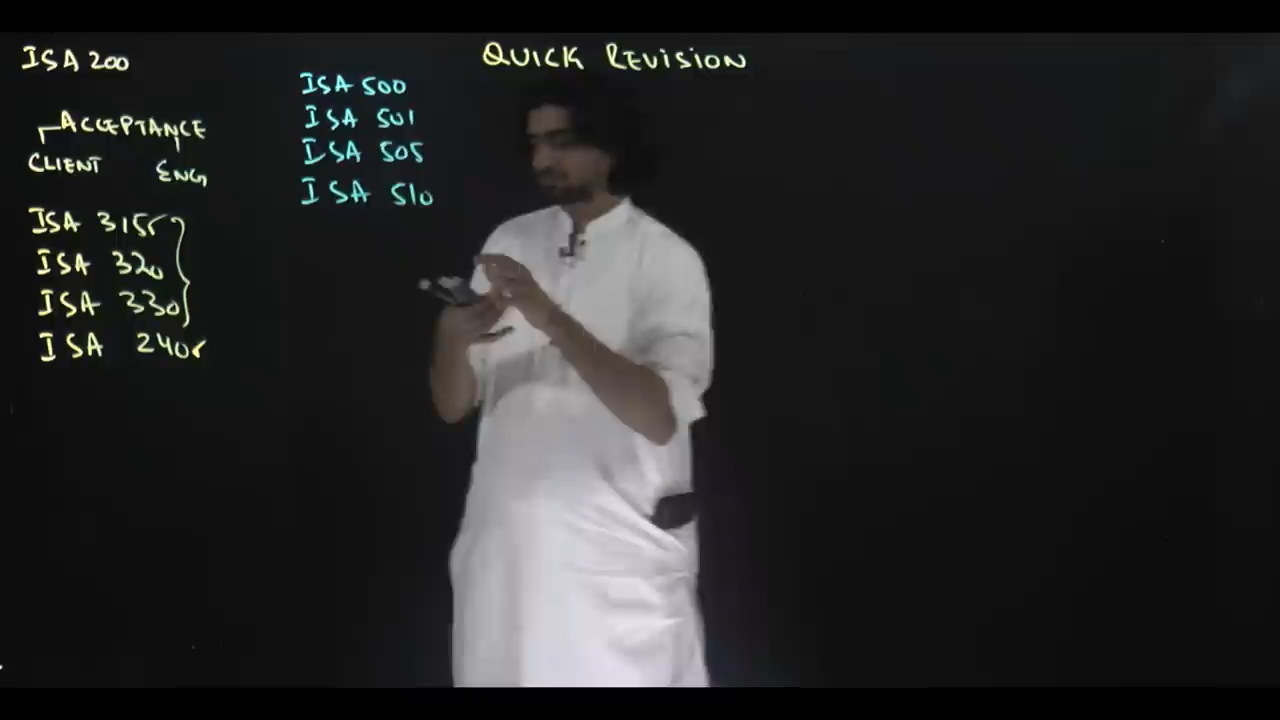 ISA 200
QUICK REVISION
ACCEPTANCE
CLIENT ENG
ISA 315
ISA 320
ISA 330
ISA 240
ISA 500
ISA 501
ISA 505
ISA 510